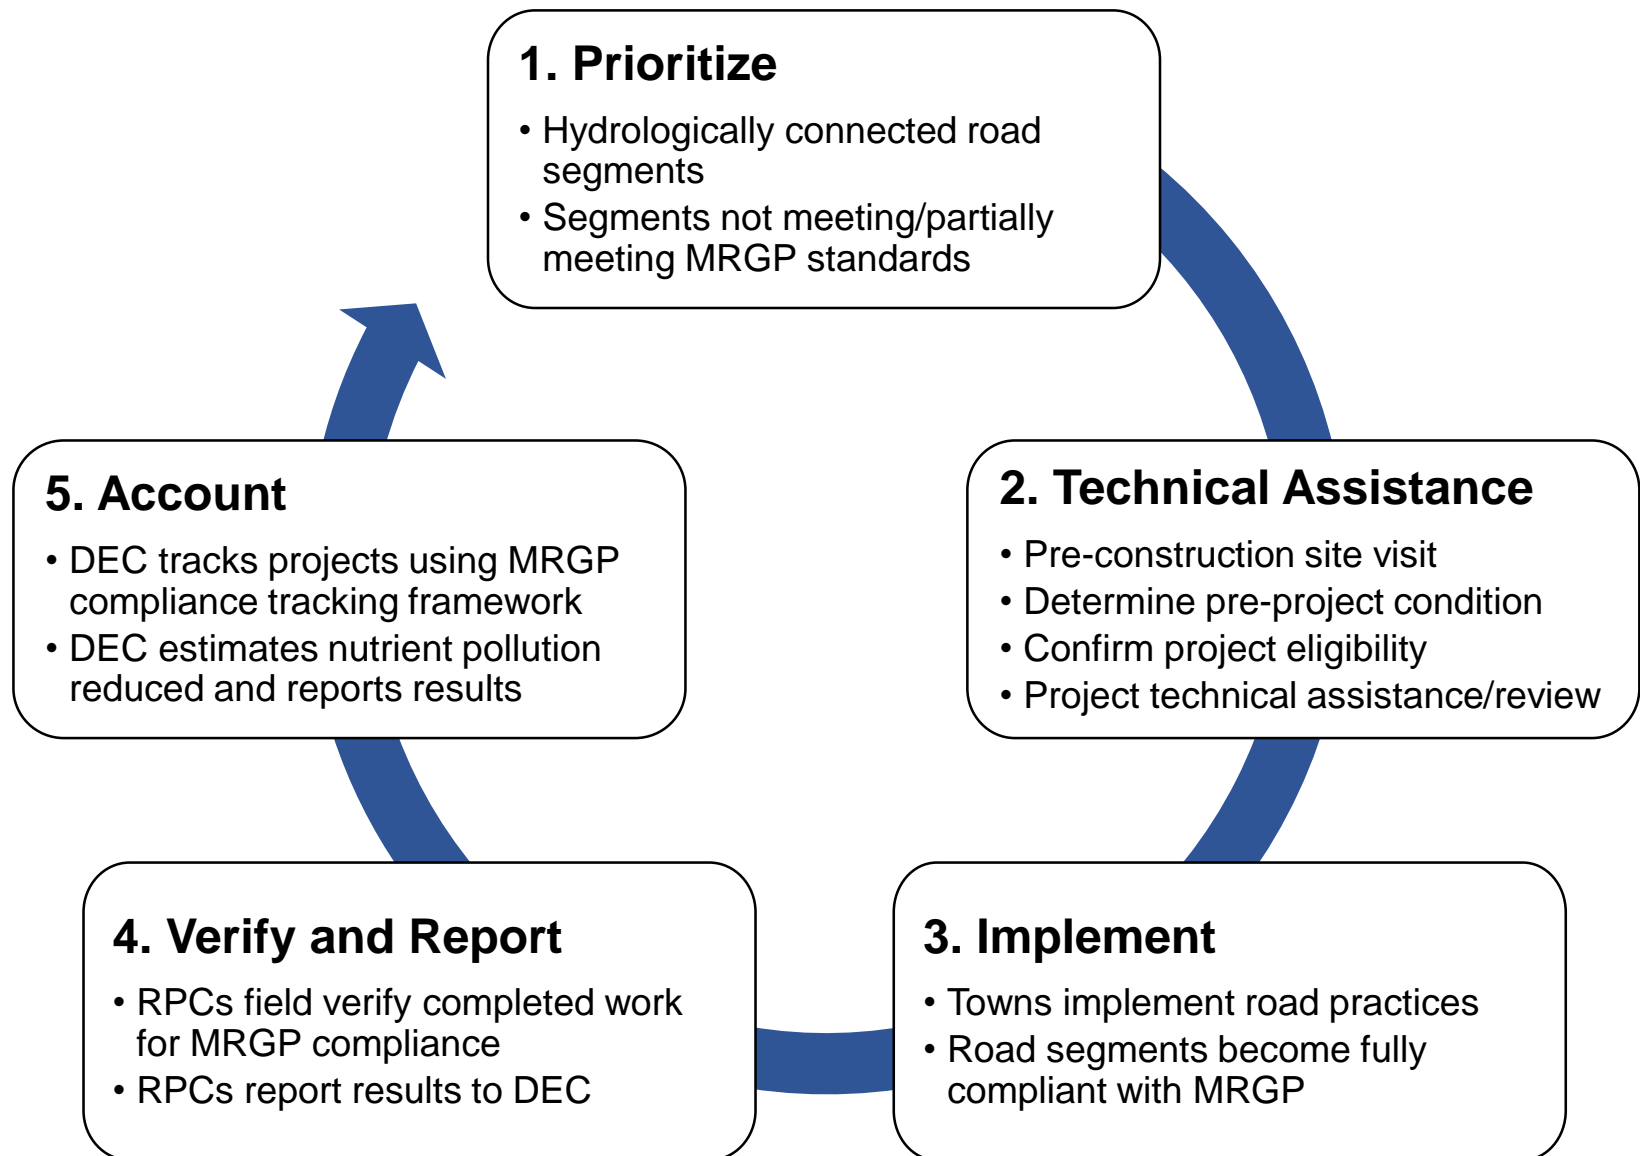 1. Prioritize
• Hydrologically connected road
segments
• Segments not meeting/partially
meeting MRGP standards
2. Technical Assistance
• Pre-construction site visit
• Determine pre-project condition
• Confirm project eligibility
• Project technical assistance/review
3. Implement
• Towns implement road practices
• Road segments become fully
compliant with MRGP
4. Verify and Report
• RPCs field verify completed work
for MRGP compliance
• RPCs report results to DEC
5. Account
• DEC tracks projects using MRGP
compliance tracking framework
• DEC estimates nutrient pollution
reduced and reports results